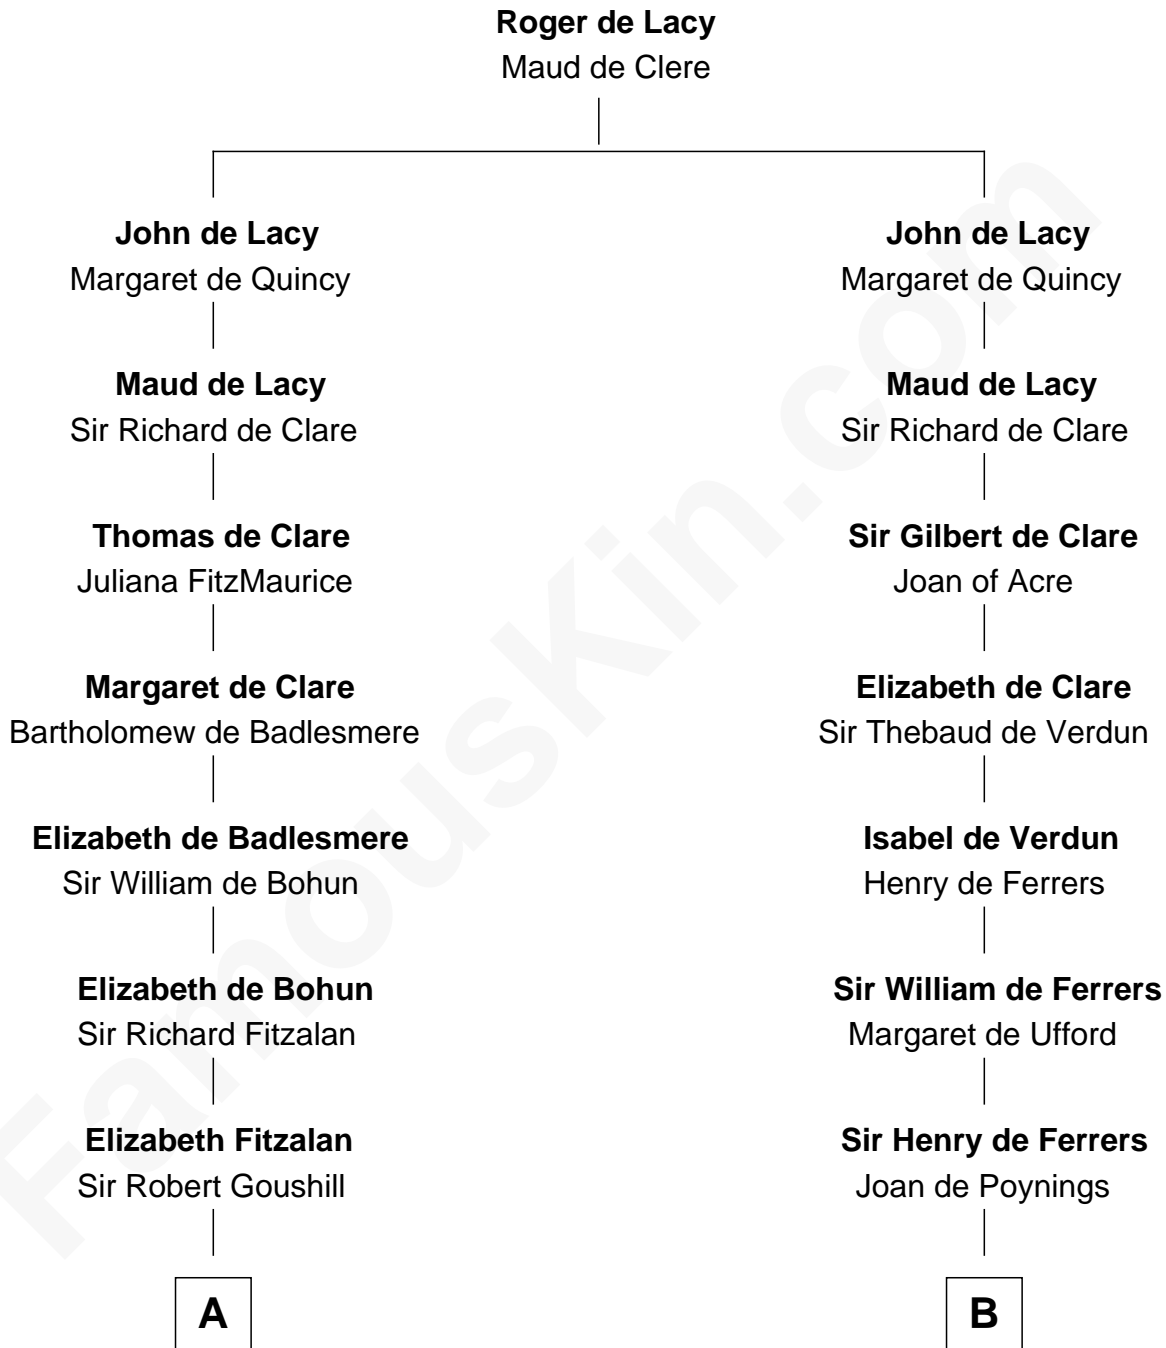 Roger de Lacy
Maud de Clere
John de Lacy
Margaret de Quincy
Maud de Lacy
Sir Richard de Clare
Thomas de Clare
Juliana FitzMaurice
Margaret de Clare
Bartholomew de Badlesmere
Elizabeth de Badlesmere
Sir William de Bohun
Elizabeth de Bohun
Sir Richard Fitzalan
Elizabeth Fitzalan
Sir Robert Goushill
A
John de Lacy
Margaret de Quincy
Maud de Lacy
Sir Richard de Clare
Sir Gilbert de Clare
Joan of Acre
Elizabeth de Clare
Sir Thebaud de Verdun
Isabel de Verdun
Henry de Ferrers
Sir William de Ferrers
Margaret de Ufford
Sir Henry de Ferrers
Joan de Poynings
B
FamousKin.com